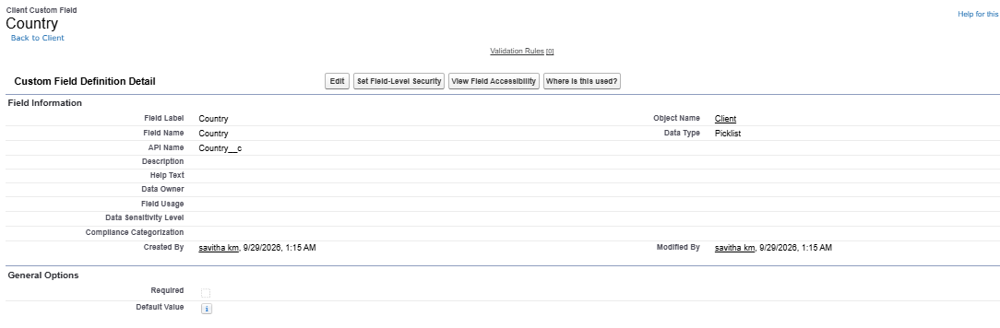 Client Custom Field
Country
Help for this
Back to Client
Validation Rules [0]
Custom Field Definition Detail
Edit Set Field-Level Security View Field Accessibility Where is this used?
Field Information
Field Label Country Object Name Client
Field Name Country Data Type Picklist
API Name Country__c
Description
Help Text
Data Owner
Field Usage
Data Sensitivity Level
Compliance Categorization
Created By savitha km, 9/29/2026, 1:15 AM Modified By savitha km, 9/29/2026, 1:15 AM
General Options
Required
Default Value i